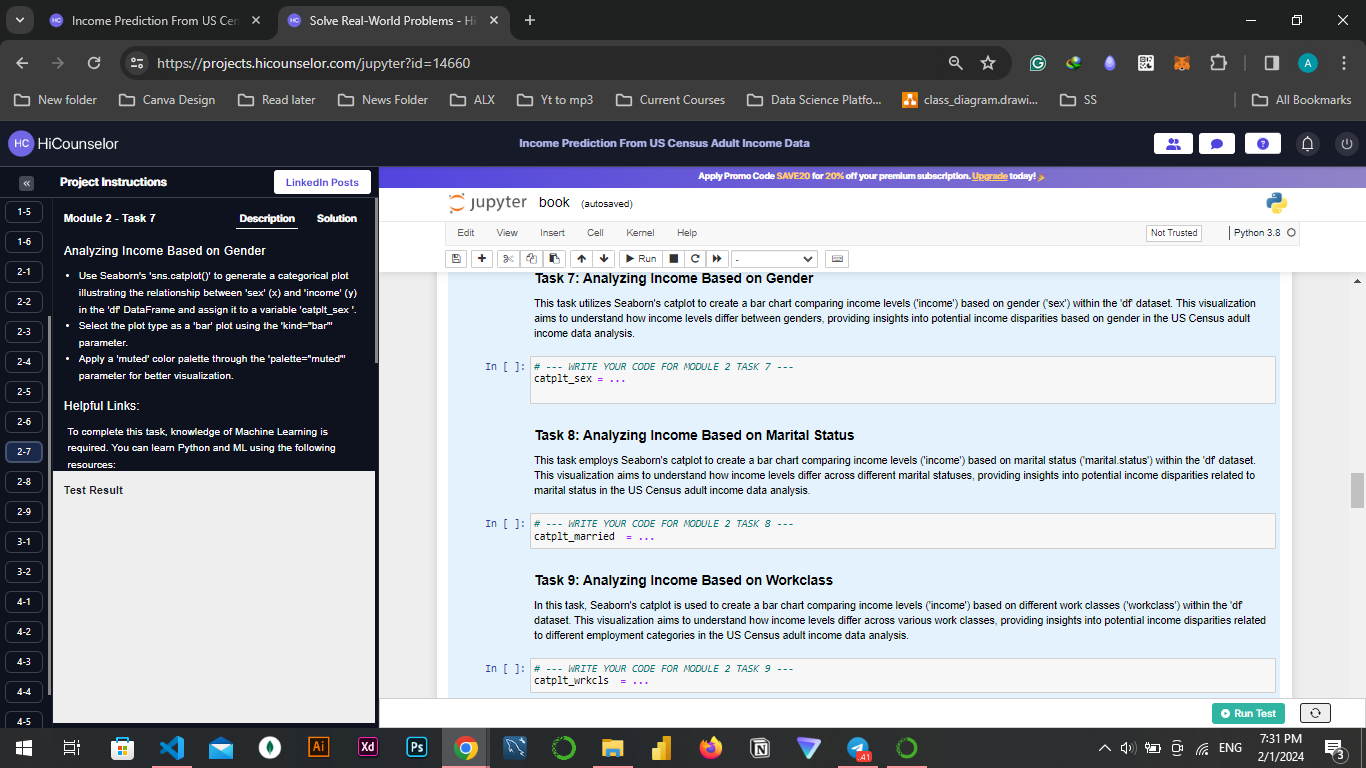 Income Prediction From US Cen
Solve Real-World Problems - Hi
https://projects.hicounselor.com/jupyter?id=14660
A
New folder
Canva Design
Read later
News Folder
ALX
Yt to mp3
Current Courses
Data Science Platfo...
class_diagram.drawi...
SS
All Bookmarks
HC HiCounselor
Income Prediction From US Census Adult Income Data
«
Project Instructions
LinkedIn Posts
Apply Promo Code SAVE20 for 20% off your premium subscription. Upgrade today!
1-5
1-6
2-1
2-2
2-3
2-4
2-5
2-6
2-7
2-8
2-9
3-1
3-2
4-1
4-2
4-3
4-4
4-5
Module 2 - Task 7
Description
Solution
Analyzing Income Based on Gender
• Use Seaborn's 'sns.catplot()' to generate a categorical plot
illustrating the relationship between 'sex' (x) and 'income' (y)
in the 'df' DataFrame and assign it to a variable 'catplt_sex '.
• Select the plot type as a 'bar' plot using the 'kind="bar"'
parameter.
• Apply a 'muted' color palette through the 'palette="muted"'
parameter for better visualization.
Helpful Links:
To complete this task, knowledge of Machine Learning is
required. You can learn Python and ML using the following
resources:
Test Result
jupyter book (autosaved)
Edit View Insert Cell Kernel Help
Not Trusted
Python 3.8
Run
-
Task 7: Analyzing Income Based on Gender
This task utilizes Seaborn's catplot to create a bar chart comparing income levels ('income') based on gender ('sex') within the 'df' dataset. This visualization
aims to understand how income levels differ between genders, providing insights into potential income disparities based on gender in the US Census adult
income data analysis.
In [ ]: # --- WRITE YOUR CODE FOR MODULE 2 TASK 7 ---
catplt_sex = ...
Task 8: Analyzing Income Based on Marital Status
This task employs Seaborn's catplot to create a bar chart comparing income levels ('income') based on marital status ('marital.status') within the 'df' dataset.
This visualization aims to understand how income levels differ across different marital statuses, providing insights into potential income disparities related to
marital status in the US Census adult income data analysis.
In [ ]: # --- WRITE YOUR CODE FOR MODULE 2 TASK 8 ---
catplt_married  = ...
Task 9: Analyzing Income Based on Workclass
In this task, Seaborn's catplot is used to create a bar chart comparing income levels ('income') based on different work classes ('workclass') within the 'df'
dataset. This visualization aims to understand how income levels differ across various work classes, providing insights into potential income disparities related
to different employment categories in the US Census adult income data analysis.
In [ ]: # --- WRITE YOUR CODE FOR MODULE 2 TASK 9 ---
catplt_wrkcls  = ...
Run Test
Ai
Xd
Ps
41
ENG
7:31 PM
2/1/2024
3